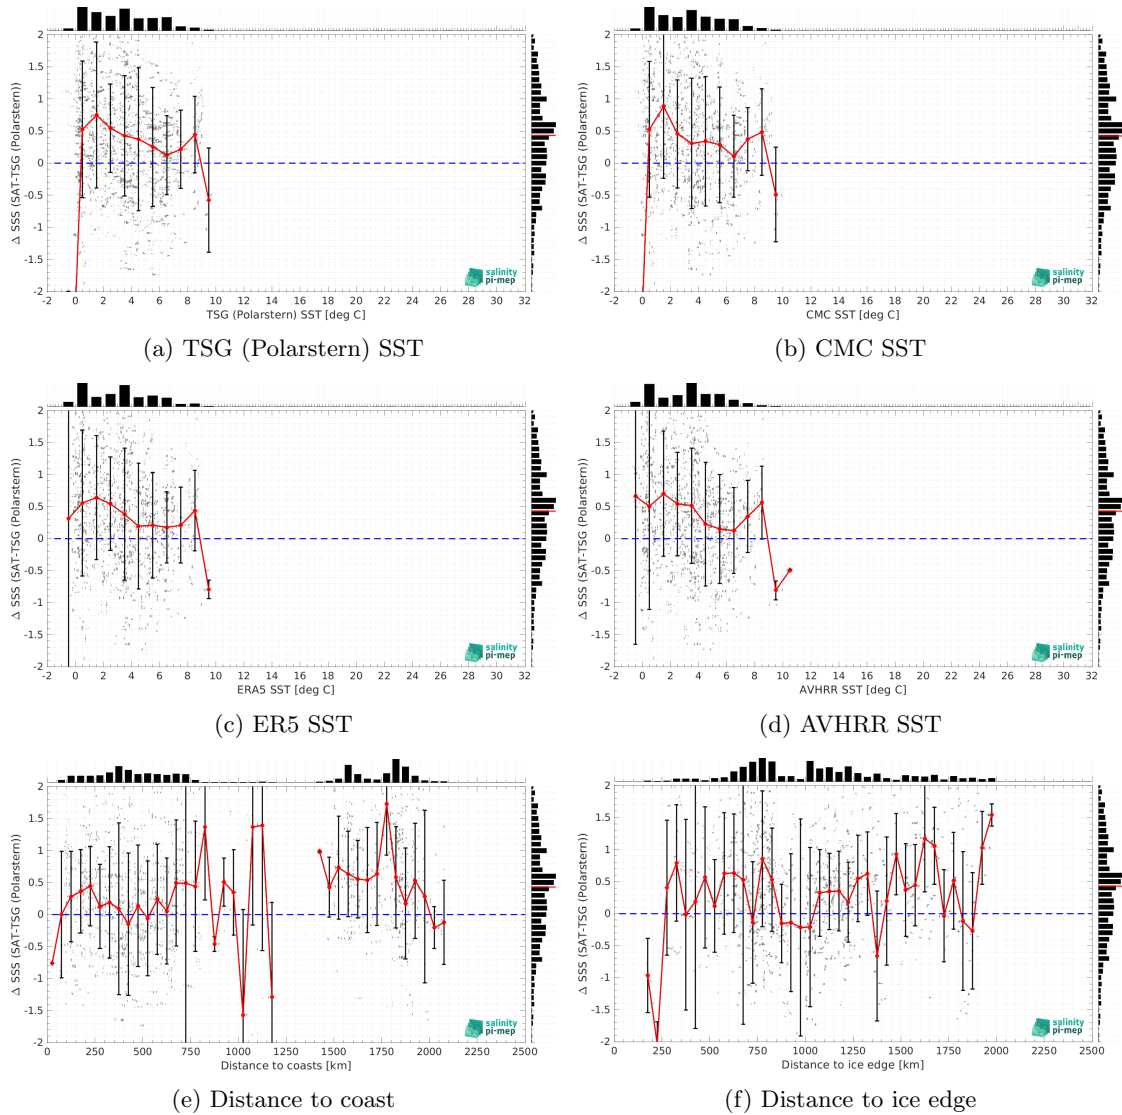 2
1.5
1
0.5
0
-0.5
-1
-1.5
-2
Δ SSS (SAT-TSG (Polarstern))
salinity
pi-mep
-2 0 2 4 6 8 10 12 14 16 18 20 22 24 26 28 30 32
TSG (Polarstern) SST [deg C]
(a) TSG (Polarstern) SST
2
1.5
1
0.5
0
-0.5
-1
-1.5
-2
Δ SSS (SAT-TSG (Polarstern))
salinity
pi-mep
-2 0 2 4 6 8 10 12 14 16 18 20 22 24 26 28 30 32
CMC SST [deg C]
(b) CMC SST
2
1.5
1
0.5
0
-0.5
-1
-1.5
-2
Δ SSS (SAT-TSG (Polarstern))
salinity
pi-mep
-2 0 2 4 6 8 10 12 14 16 18 20 22 24 26 28 30 32
ERA5 SST [deg C]
(c) ER5 SST
2
1.5
1
0.5
0
-0.5
-1
-1.5
-2
Δ SSS (SAT-TSG (Polarstern))
salinity
pi-mep
-2 0 2 4 6 8 10 12 14 16 18 20 22 24 26 28 30 32
AVHRR SST [deg C]
(d) AVHRR SST
2
1.5
1
0.5
0
-0.5
-1
-1.5
-2
Δ SSS (SAT-TSG (Polarstern))
salinity
pi-mep
0 250 500 750 1000 1250 1500 1750 2000 2250 2500
Distance to coasts [km]
(e) Distance to coast
2
1.5
1
0.5
0
-0.5
-1
-1.5
-2
Δ SSS (SAT-TSG (Polarstern))
salinity
pi-mep
0 250 500 750 1000 1250 1500 1750 2000 2250 2500
Distance to ice edge [km]
(f) Distance to ice edge